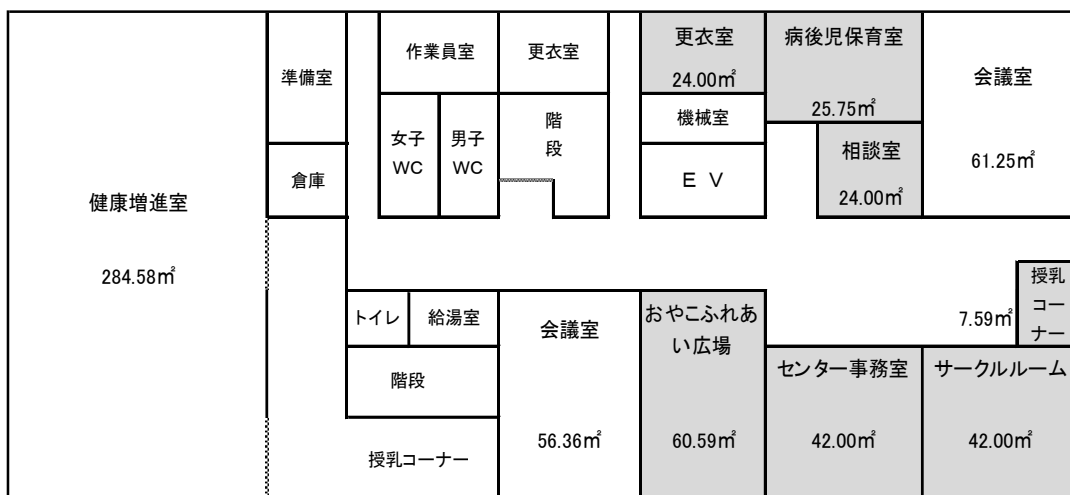 作業員室
更衣室
更衣室
24.00㎡
病後児保育室
25.75㎡
会議室
61.25㎡
準備室
女子
WC
男子
WC
階
段
機械室
ＥＶ
相談室
24.00㎡
倉庫
健康増進室
284.58㎡
授乳
コー
ナー
7.59㎡
トイレ
給湯室
会議室
56.36㎡
おやこふれあ
い広場
60.59㎡
センター事務室
42.00㎡
サークルルーム
42.00㎡
階段
授乳コーナー